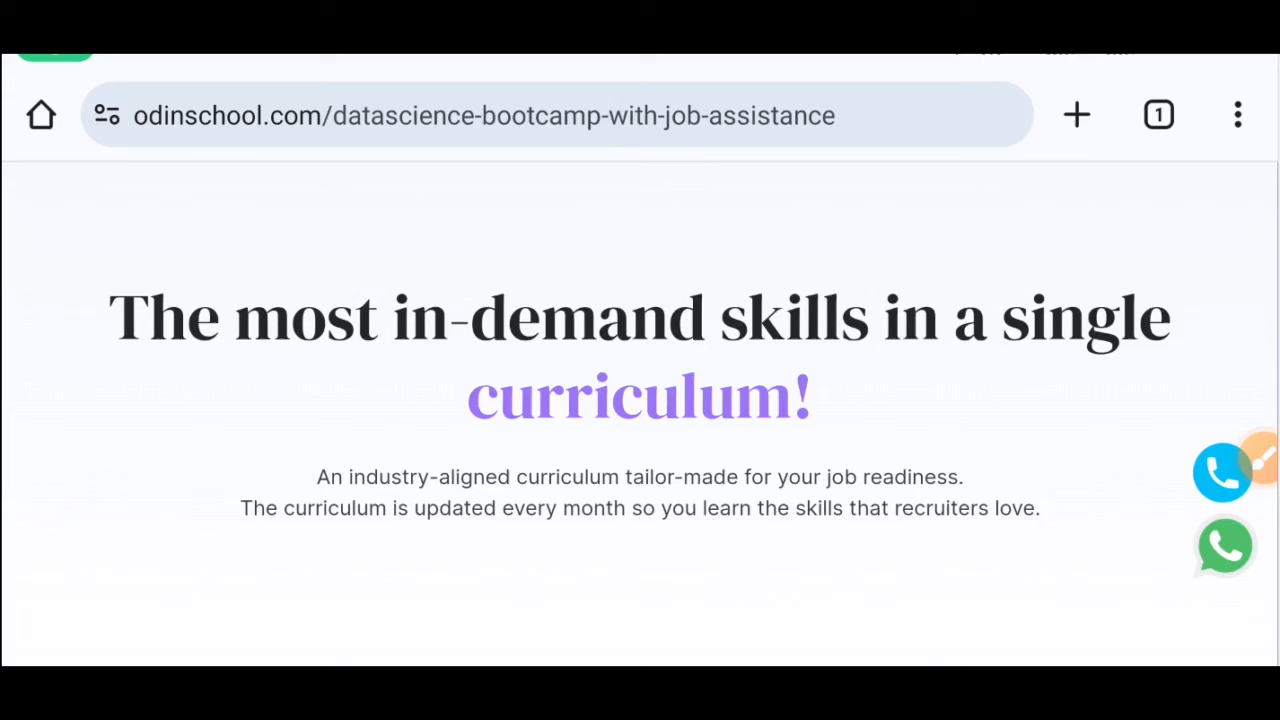 odinschool.com/datascience-bootcamp-with-job-assistance
1
The most in-demand skills in a single
curriculum!
An industry-aligned curriculum tailor-made for your job readiness.
The curriculum is updated every month so you learn the skills that recruiters love.